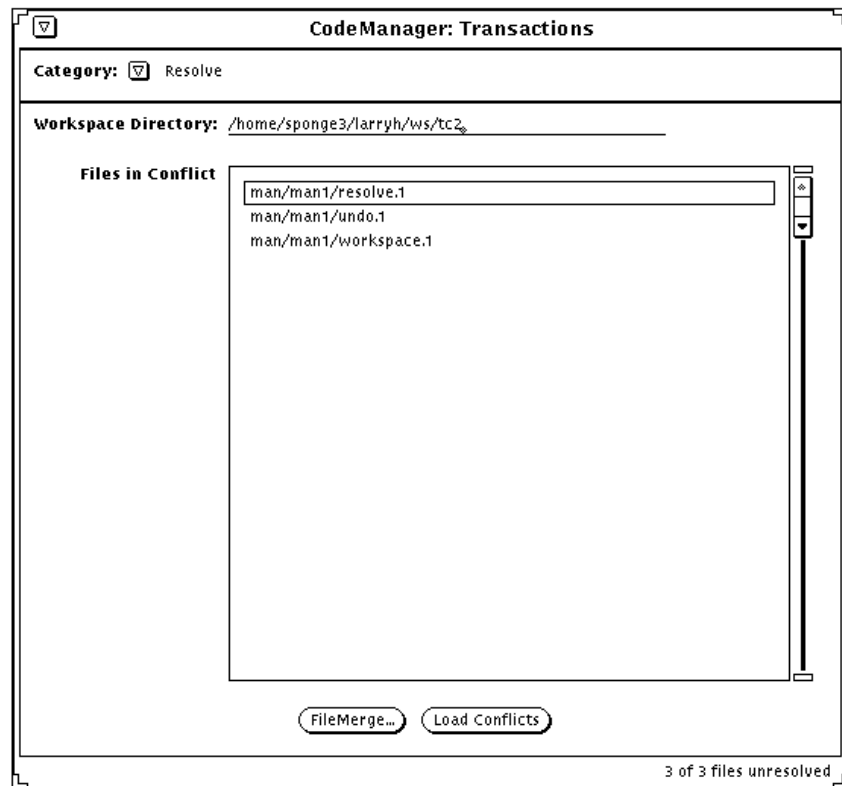 CodeManager: Transactions
Category: Resolve
Workspace Directory: /home/sponge3/larryh/ws/tc2
Files in Conflict
man/man1/resolve.1
man/man1/undo.1
man/man1/workspace.1
FileMerge... Load Conflicts
3 of 3 files unresolved